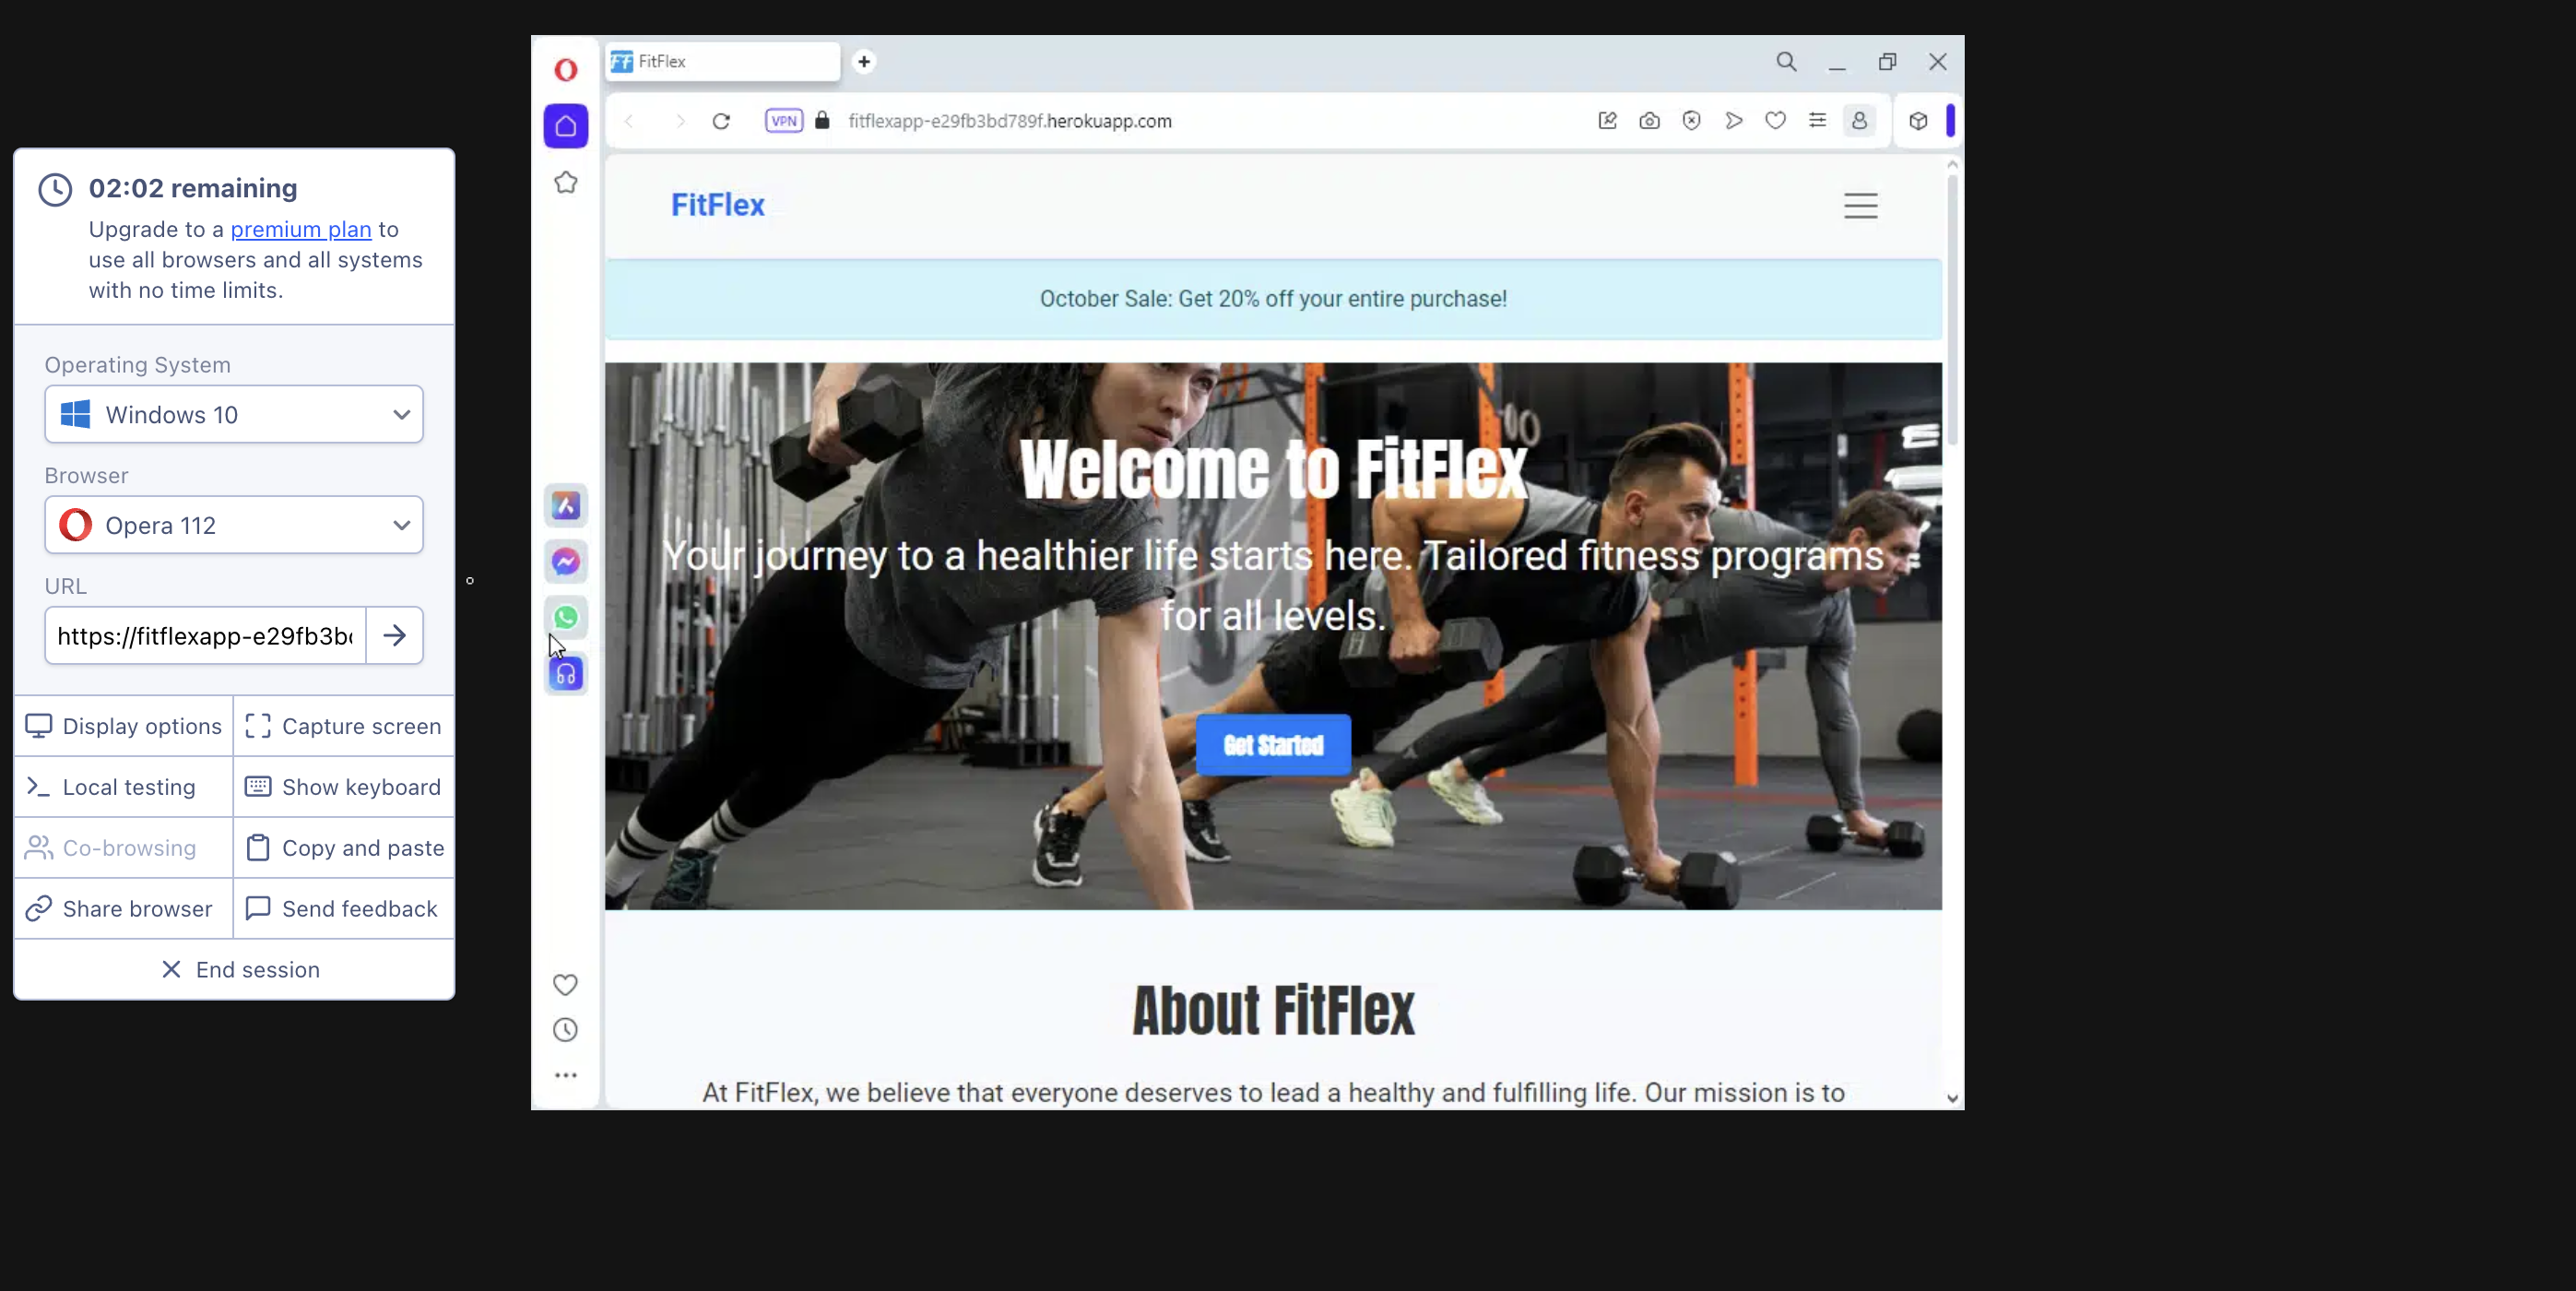 02:02 remaining
Upgrade to a premium plan to
use all browsers and all systems
with no time limits.
Operating System
Windows 10
Browser
Opera 112
URL
https://fitflexapp-e29fb3b
Display options
Capture screen
Local testing
Show keyboard
Co-browsing
Copy and paste
Share browser
Send feedback
End session
FF FitFlex
VPN
fitflexapp-e29fb3bd789f.herokuapp.com
FitFlex
October Sale: Get 20% off your entire purchase!
Welcome to FitFlex
Your journey to a healthier life starts here. Tailored fitness programs
for all levels.
Get Started
About FitFlex
At FitFlex, we believe that everyone deserves to lead a healthy and fulfilling life. Our mission is to